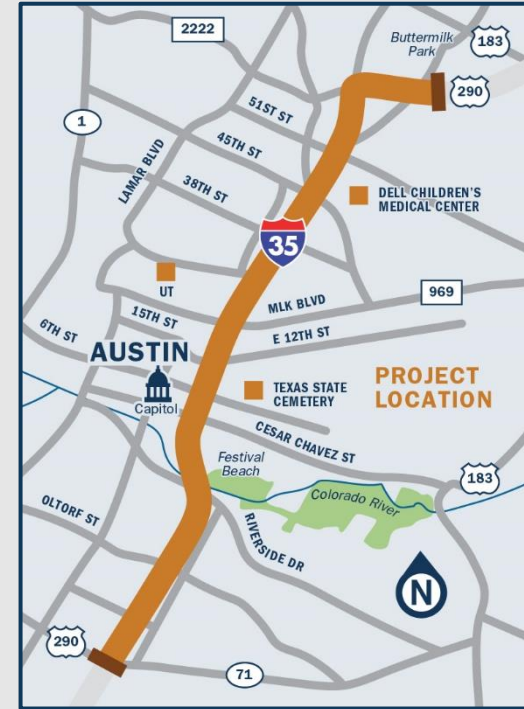 2222
Buttermilk
Park
183
290
1
51ST ST
45TH ST
LAMAR BLVD
38TH ST
DELL CHILDREN'S
MEDICAL CENTER
35
UT
MLK BLVD
969
15TH ST
E 12TH ST
6TH ST
AUSTIN
Capitol
TEXAS STATE
CEMETERY
PROJECT
LOCATION
CESAR CHAVEZ ST
Festival
Beach
183
Colorado River
OLTORF ST
RIVERSIDE DR
N
290
71